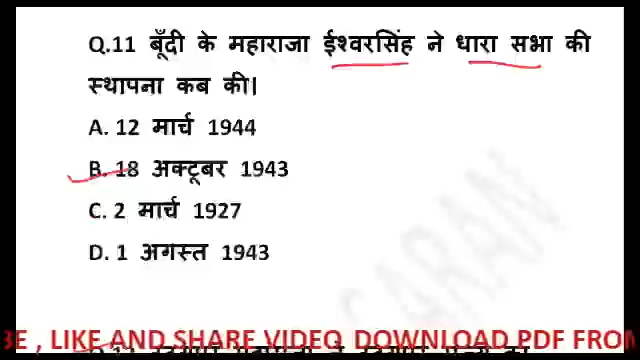 Q.11 बूँदी के महाराजा ईश्वरसिंह ने धारा सभा की
स्थापना कब की।
A. 12 मार्च 1944
B. 18 अक्टूबर 1943
C. 2 मार्च 1927
D. 1 अगस्त 1943
SARAN
BE , LIKE AND SHARE VIDEO DOWNLOAD PDF FROM